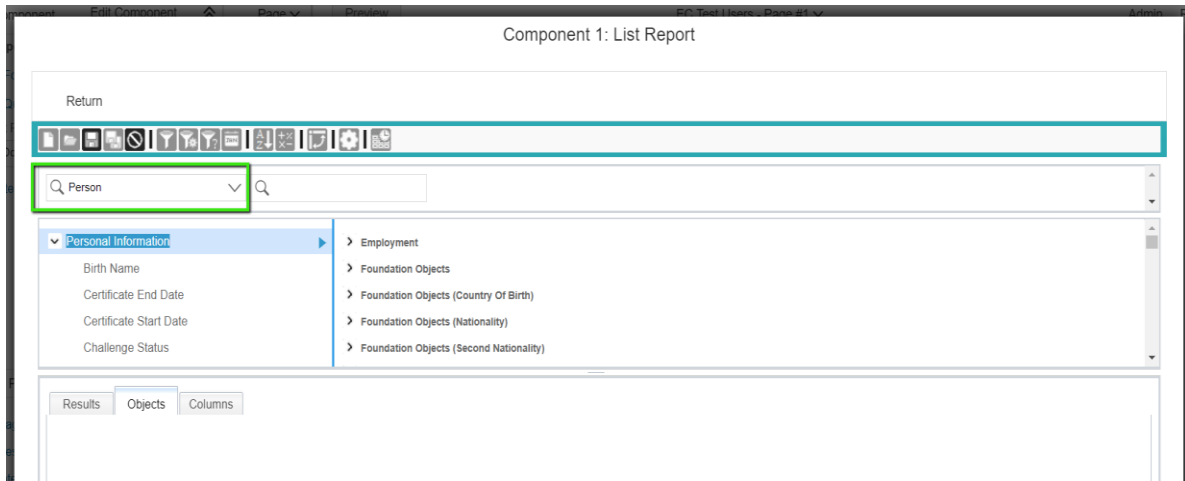 Edit Component
Page
Preview
EC Test Users - Page #1
Admin
Component 1: List Report
Return
Person
Personal Information
Birth Name
Certificate End Date
Certificate Start Date
Challenge Status
Employment
Foundation Objects
Foundation Objects (Country Of Birth)
Foundation Objects (Nationality)
Foundation Objects (Second Nationality)
Results
Objects
Columns